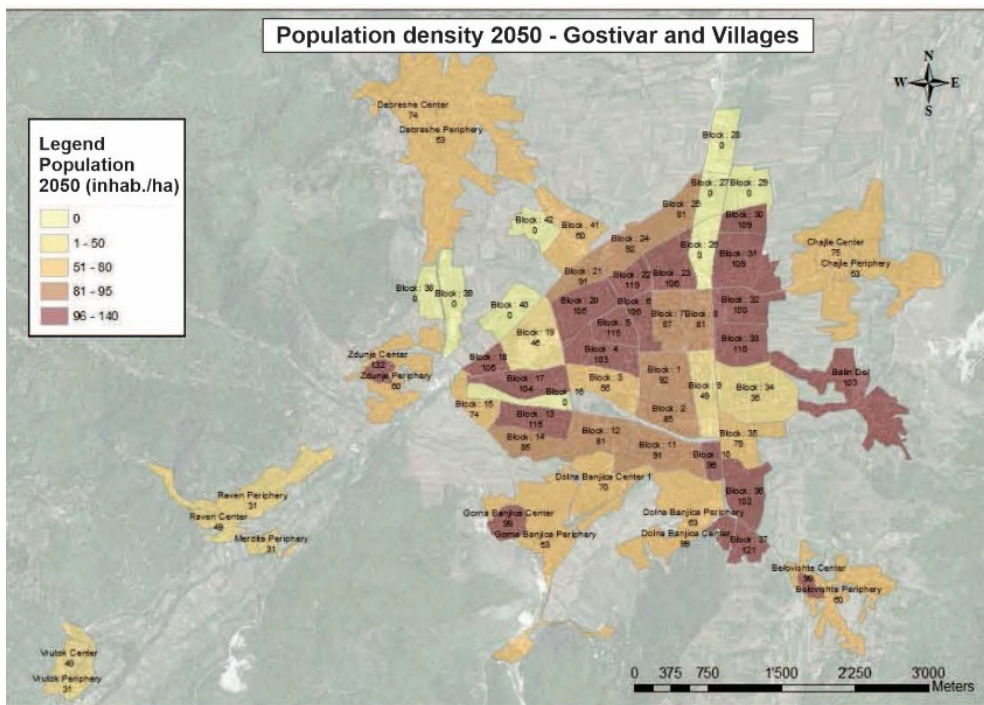 Population density 2050 - Gostivar and Villages
N
W E
S
Legend
Population
2050 (inhab./ha)
0
1 - 50
51 - 80
81 - 95
96 - 140
Debreshe Center
74
Debreshe Periphery
53
Block : 28
0
Block : 27
0
Block : 29
0
Block : 25
81
Block : 30
109
Block : 42
0
Block : 41
60
Block : 24
92
Block : 26
0
Block : 31
109
Chajle Center
75
Chajle Periphery
53
Block : 21
91
Block : 22
113
Block : 23
106
Block : 38
0
Block : 39
0
Block : 40
0
Block : 20
105
Block : 6
106
Block : 7
87
Block : 8
81
Block : 32
100
Block : 19
46
Block : 5
115
Block : 33
110
Block : 4
103
Zdunje Center
132
Zdunje Periphery
60
Block : 18
106
Block : 17
104
Block : 16
0
Block : 3
Block : 1
92
Block : 9
49
Block : 34
36
Balin Dol
103
Block : 15
74
Block : 13
115
Block : 2
85
Block : 14
85
Block : 12
81
Block : 11
91
Block : 10
96
Block : 35
79
Dolna Banjica Center 1
70
Block : 36
102
Raven Periphery
31
Raven Center
49
Merdita Periphery
31
Gorna Banjica Center
99
Gorna Banjica Periphery
53
Dolna Banjica Periphery
63
Dolna Banjica Center
98
Block : 37
121
Belovishte Center
99
Belovishte Periphery
60
Vrutok Center
49
Vrutok Periphery
31
0 375 750 1'500 2'250 3'000
Meters